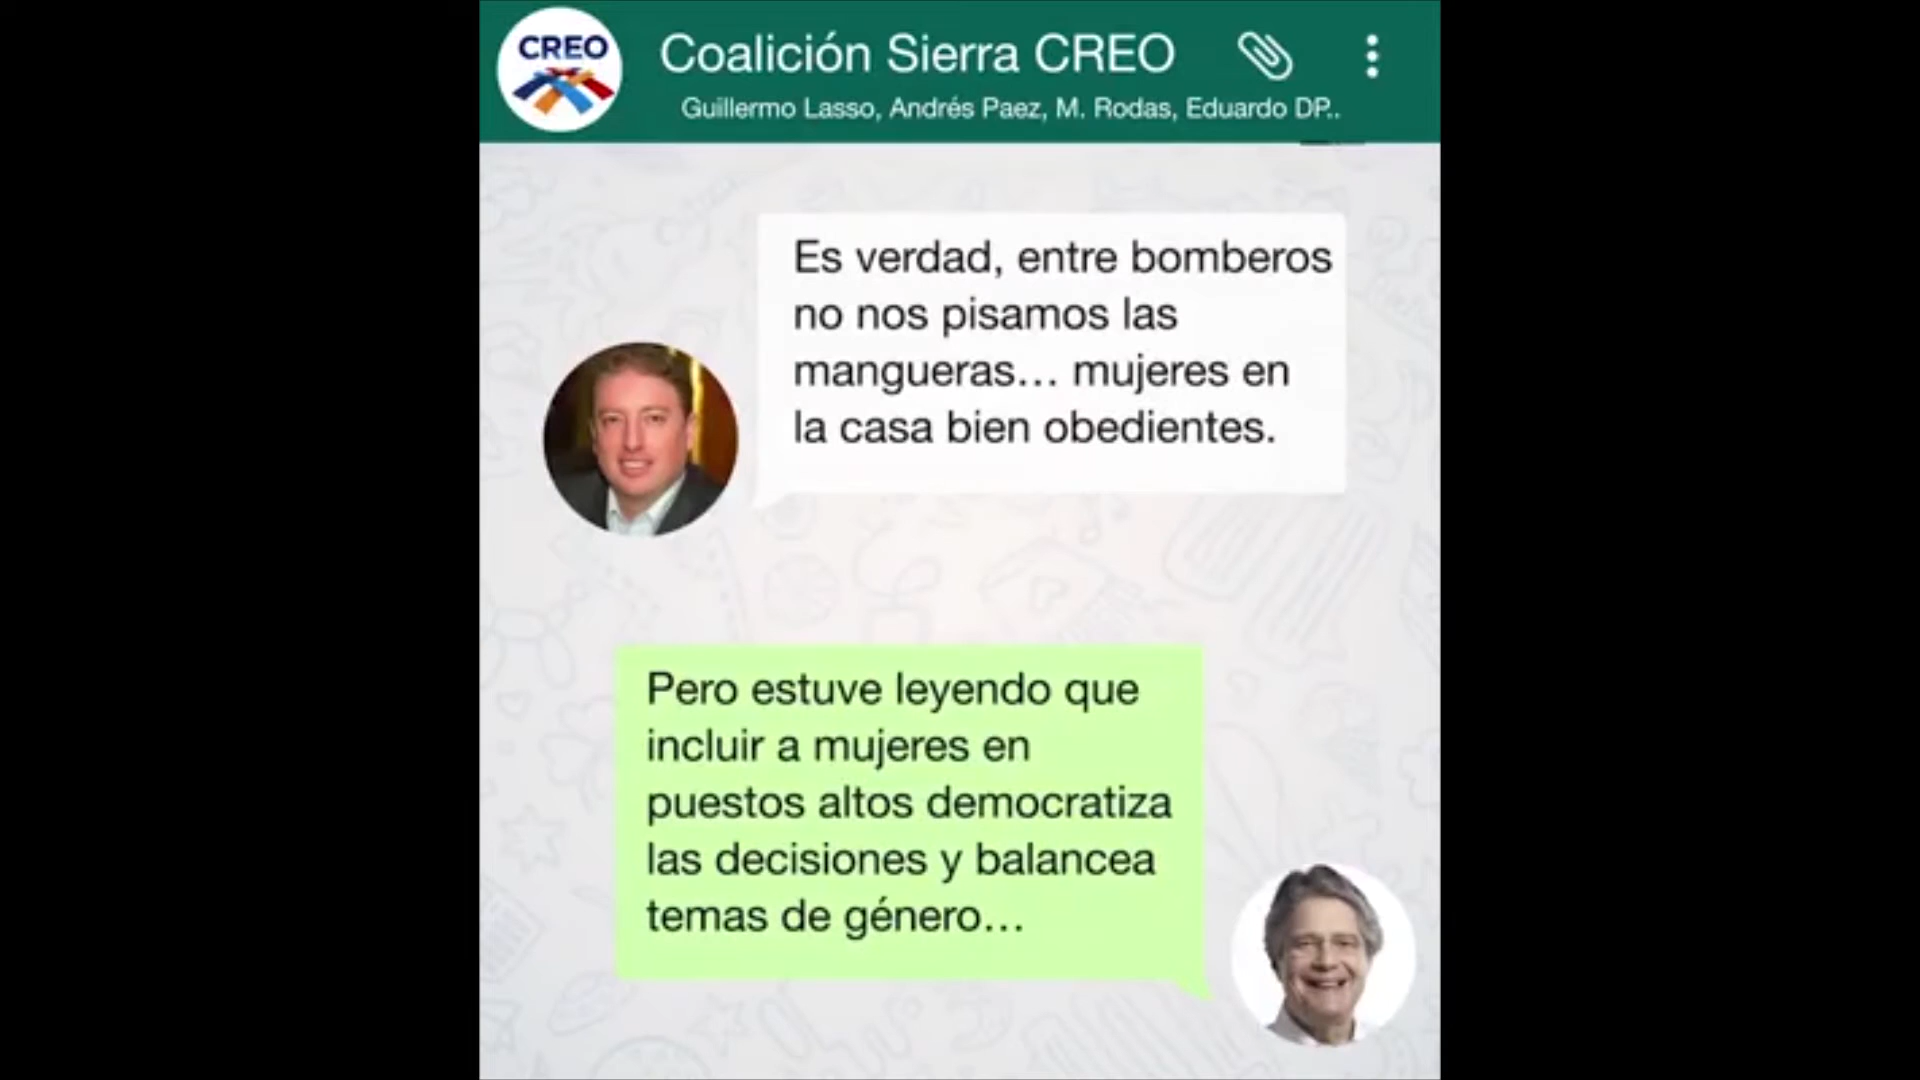 CREO
Coalición Sierra CREO
Guillermo Lasso, Andrés Paez, M. Rodas, Eduardo DP..
Es verdad, entre bomberos
no nos pisamos las
mangueras... mujeres en
la casa bien obedientes.
Pero estuve leyendo que
incluir a mujeres en
puestos altos democratiza
las decisiones y balancea
temas de género...